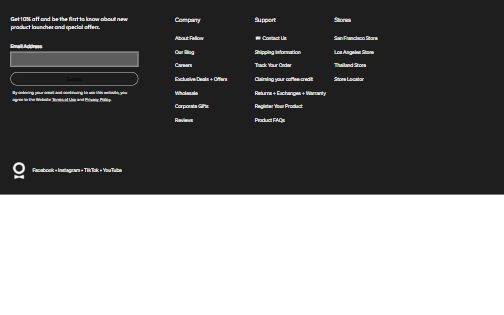 Get 10% off and be the first to know about new
product launches and special offers.
Email Address
By entering your email and continuing to use this website, you
agree to the Website Terms of Use and Privacy Policy.
Company
About Fellow
Our Blog
Careers
Exclusive Deals + Offers
Wholesale
Corporate Gifts
Reviews
Support
Contact Us
Shipping Information
Track Your Order
Claiming your coffee credit
Returns + Exchanges + Warranty
Register Your Product
Product FAQs
Stores
San Francisco Store
Los Angeles Store
Thailand Store
Store Locator
Facebook • Instagram • TikTok • YouTube